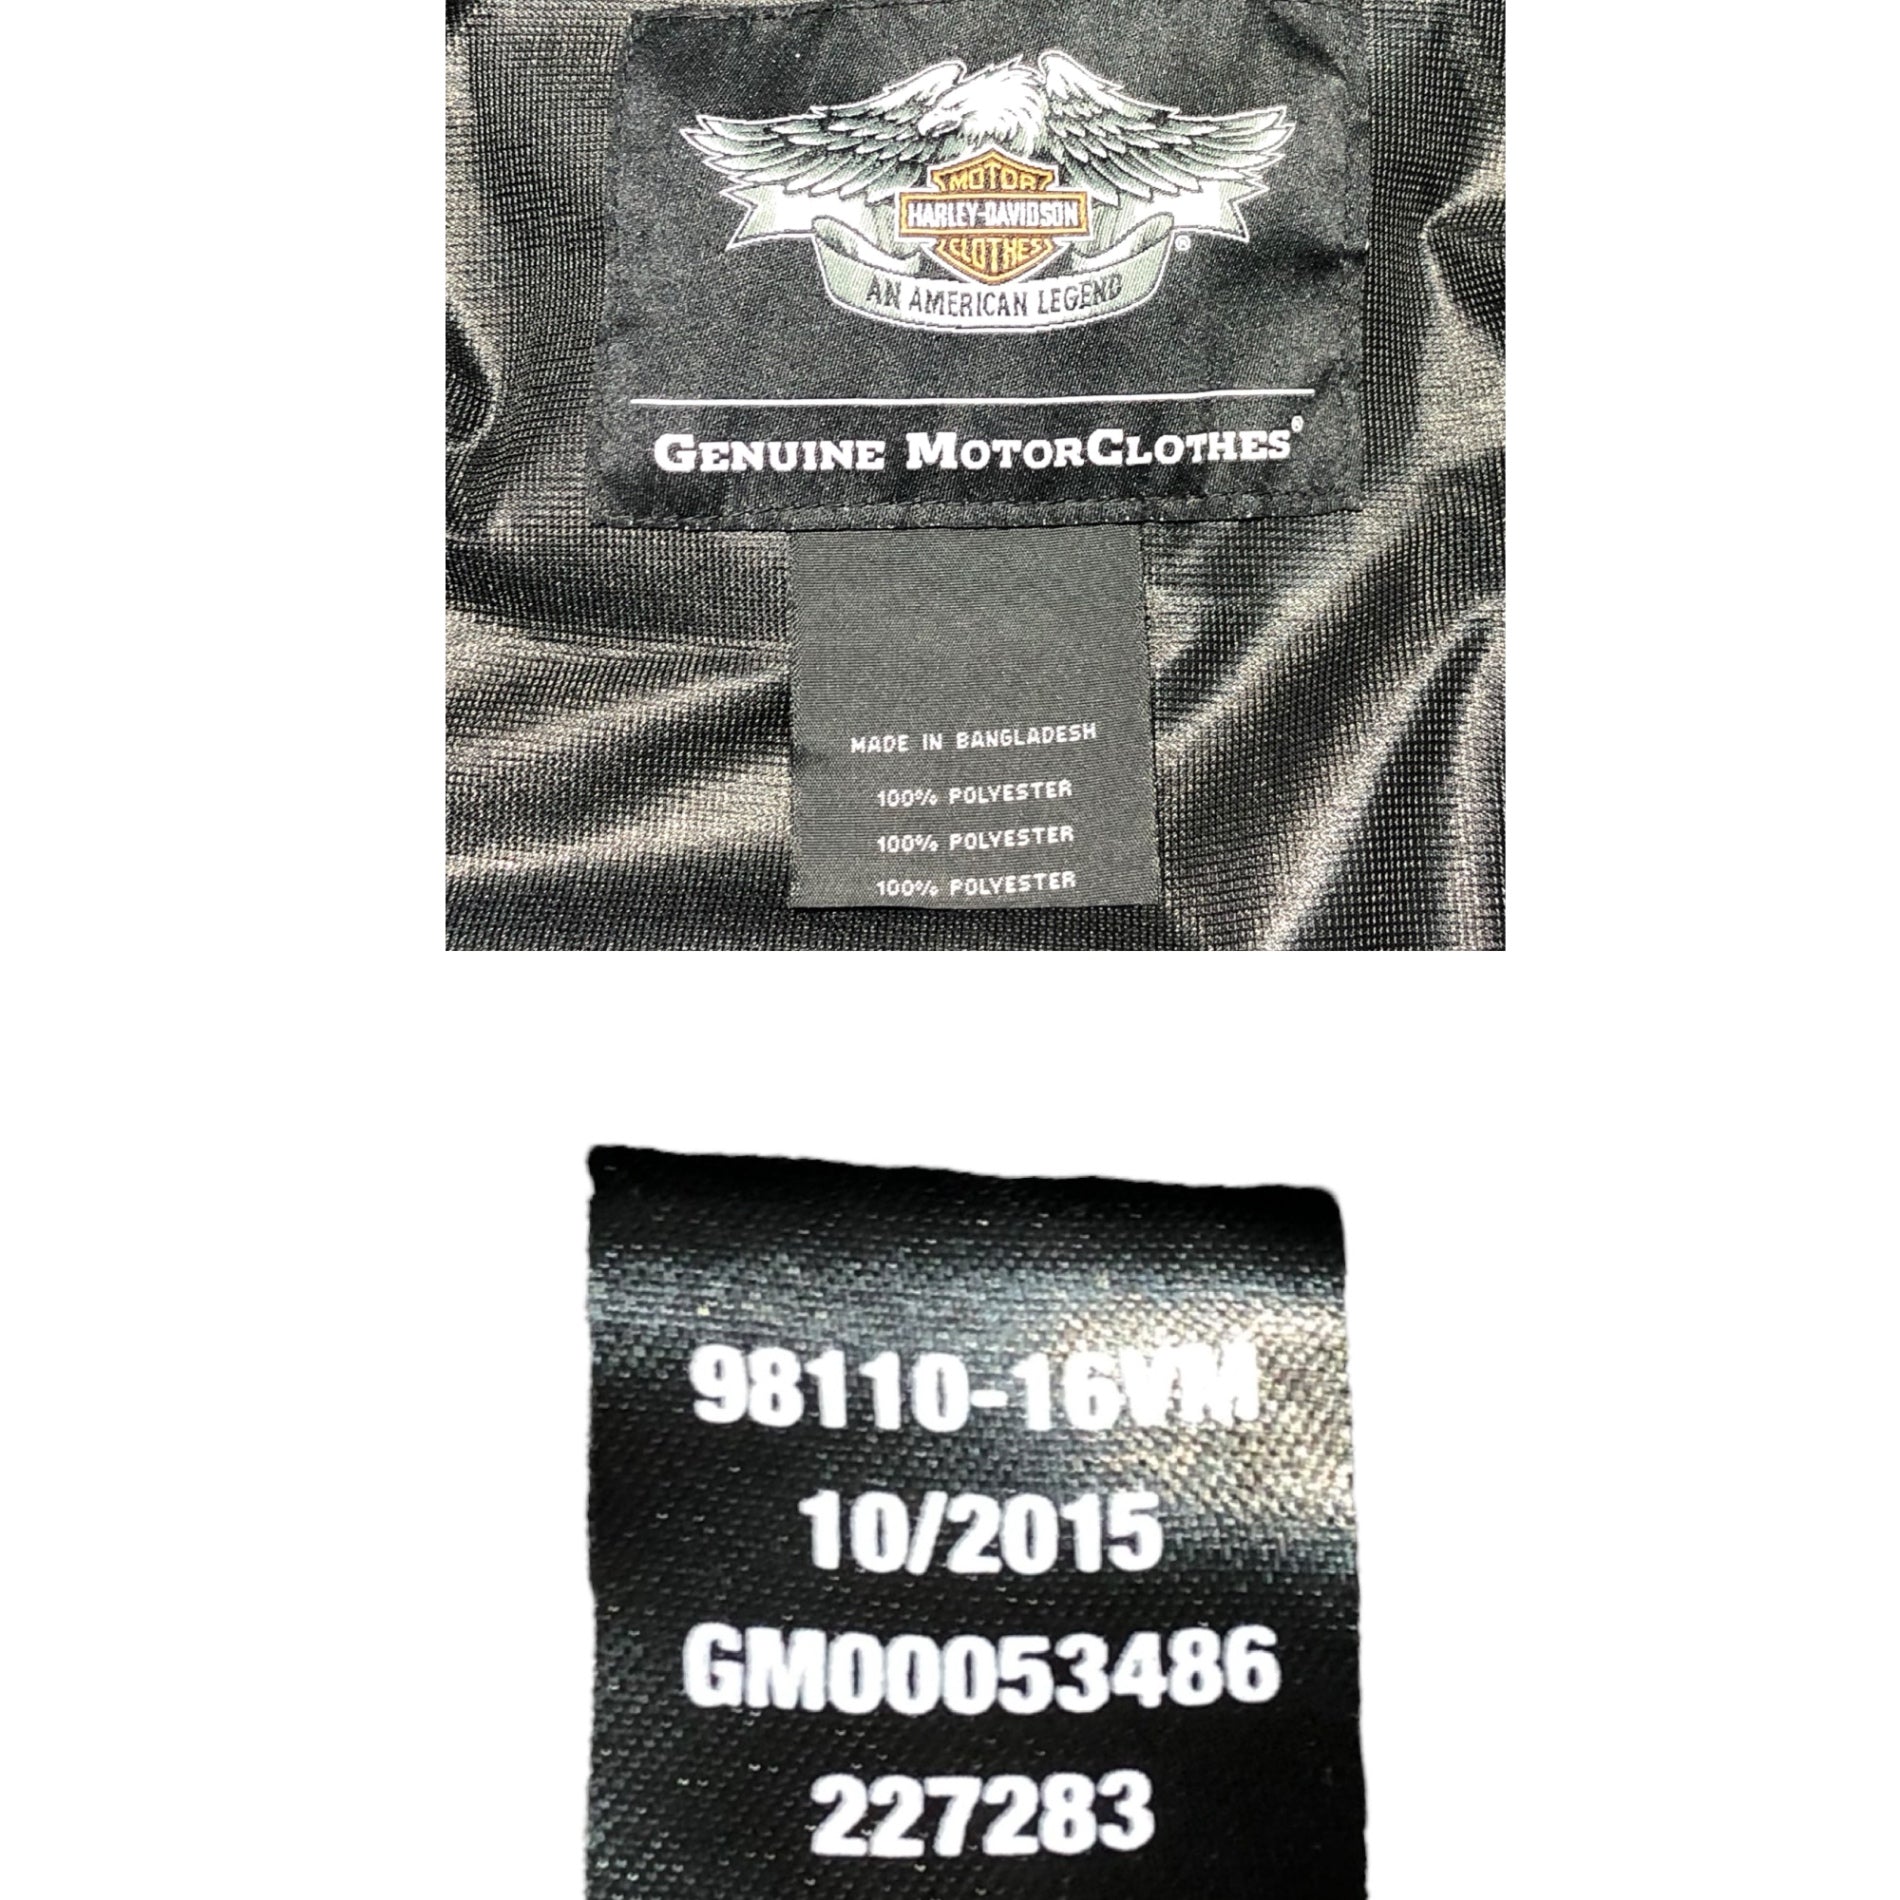 MOTOR
HARLEY-DAVIDSON
CLOTHES
®
AN AMERICAN LEGEND
GENUINE MOTORCLOTHES®
MADE IN BANGLADESH
100% POLYESTER
100% POLYESTER
100% POLYESTER
98110-16VM
10/2015
GM00053486
227283